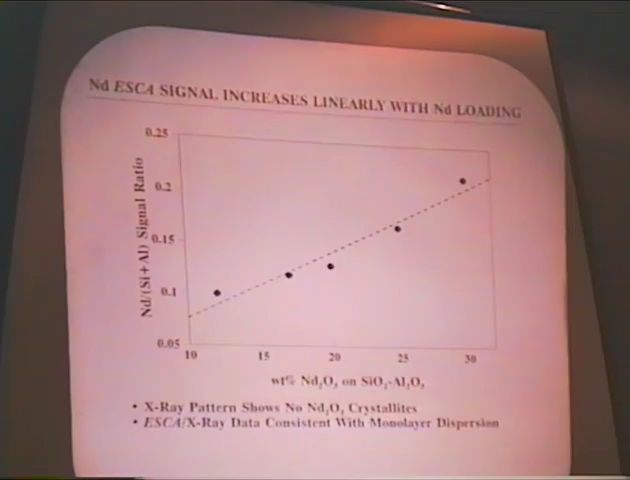 Nd ESCA SIGNAL INCREASES LINEARLY WITH Nd LOADING
0.25
0.2
0.15
0.1
0.05
Nd/(Si+Al) Signal Ratio
10 15 20 25 30
wt% Nd₂O₃ on SiO₂-Al₂O₃
• X-Ray Pattern Shows No Nd₂O₃ Crystallites
• ESCA/X-Ray Data Consistent With Monolayer Dispersion